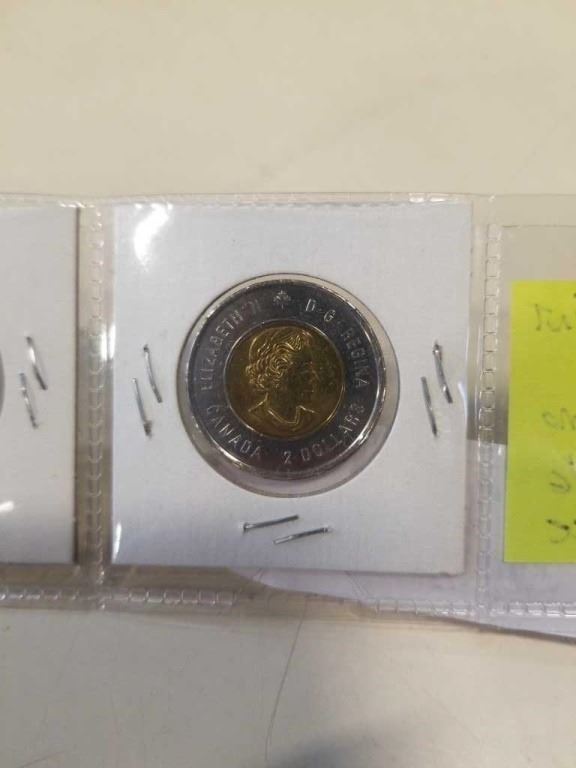 ELIZABETH II D·G·REGINA
CANADA 2 DOLLARS